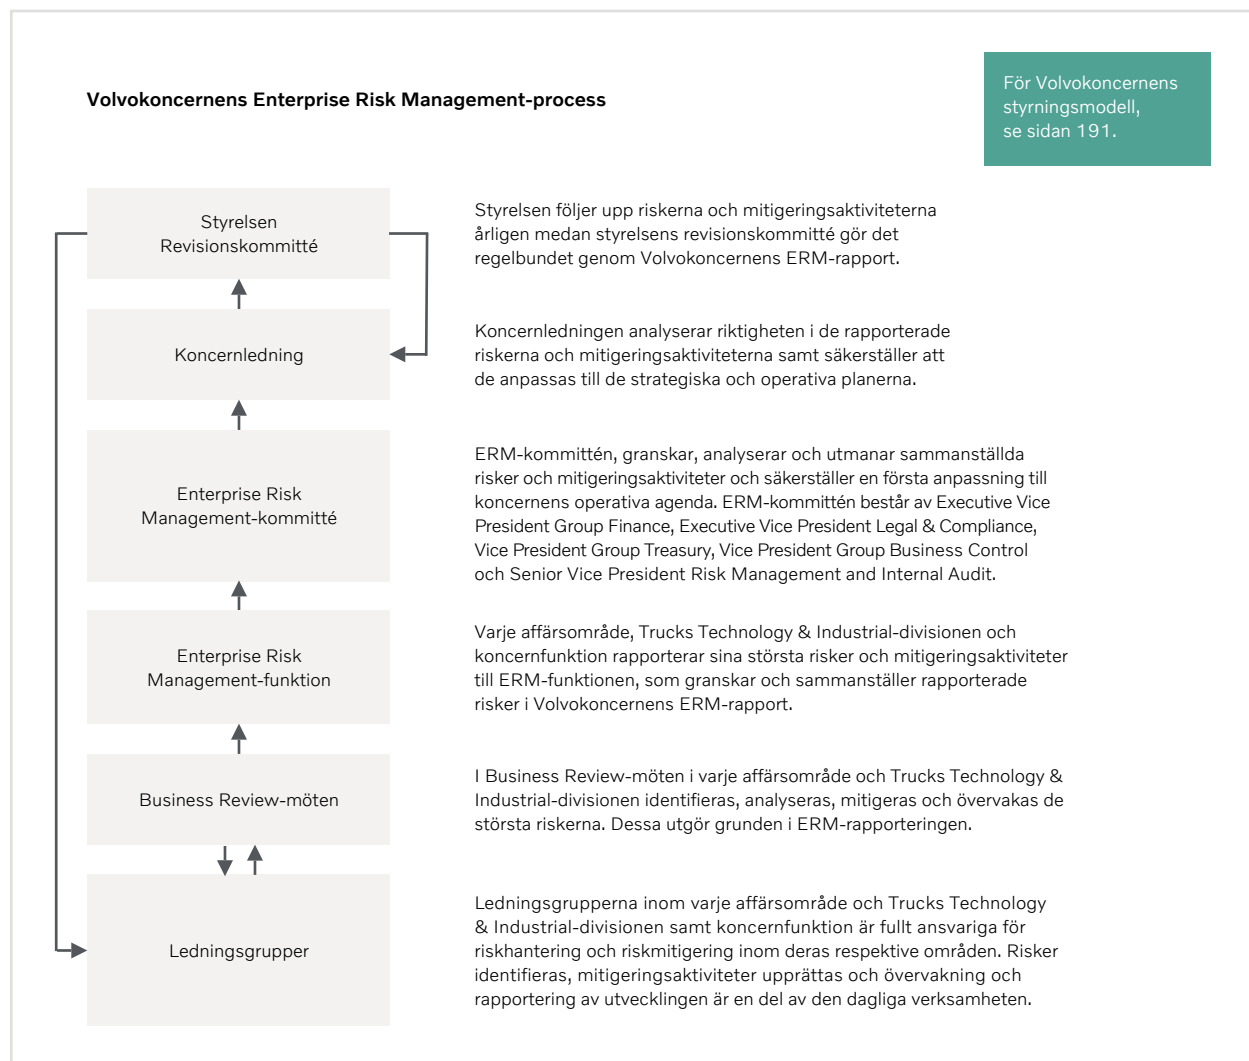 Volvokoncernens Enterprise Risk Management-process
För Volvokoncernens
styrningsmodell,
se sidan 191.
Styrelsen
Revisionskommitté
Styrelsen följer upp riskerna och mitigeringsaktiviteterna
årligen medan styrelsens revisionskommitté gör det
regelbundet genom Volvokoncernens ERM-rapport.
Koncernledning
Koncernledningen analyserar riktigheten i de rapporterade
riskerna och mitigeringsaktiviteterna samt säkerställer att
de anpassas till de strategiska och operativa planerna.
Enterprise Risk
Management-kommitté
ERM-kommittén, granskar, analyserar och utmanar sammanställda
risker och mitigeringsaktiviteter och säkerställer en första anpassning till
koncernens operativa agenda. ERM-kommittén består av Executive Vice
President Group Finance, Executive Vice President Legal & Compliance,
Vice President Group Treasury, Vice President Group Business Control
och Senior Vice President Risk Management and Internal Audit.
Enterprise Risk
Management-funktion
Varje affärsområde, Trucks Technology & Industrial-divisionen och
koncernfunktion rapporterar sina största risker och mitigeringsaktiviteter
till ERM-funktionen, som granskar och sammanställer rapporterade
risker i Volvokoncernens ERM-rapport.
Business Review-möten
I Business Review-möten i varje affärsområde och Trucks Technology &
Industrial-divisionen identifieras, analyseras, mitigeras och övervakas de
största riskerna. Dessa utgör grunden i ERM-rapporteringen.
Ledningsgrupper
Ledningsgrupperna inom varje affärsområde och Trucks Technology
& Industrial-divisionen samt koncernfunktion är fullt ansvariga för
riskhantering och riskmitigering inom deras respektive områden. Risker
identifieras, mitigeringsaktiviteter upprättas och övervakning och
rapportering av utvecklingen är en del av den dagliga verksamheten.